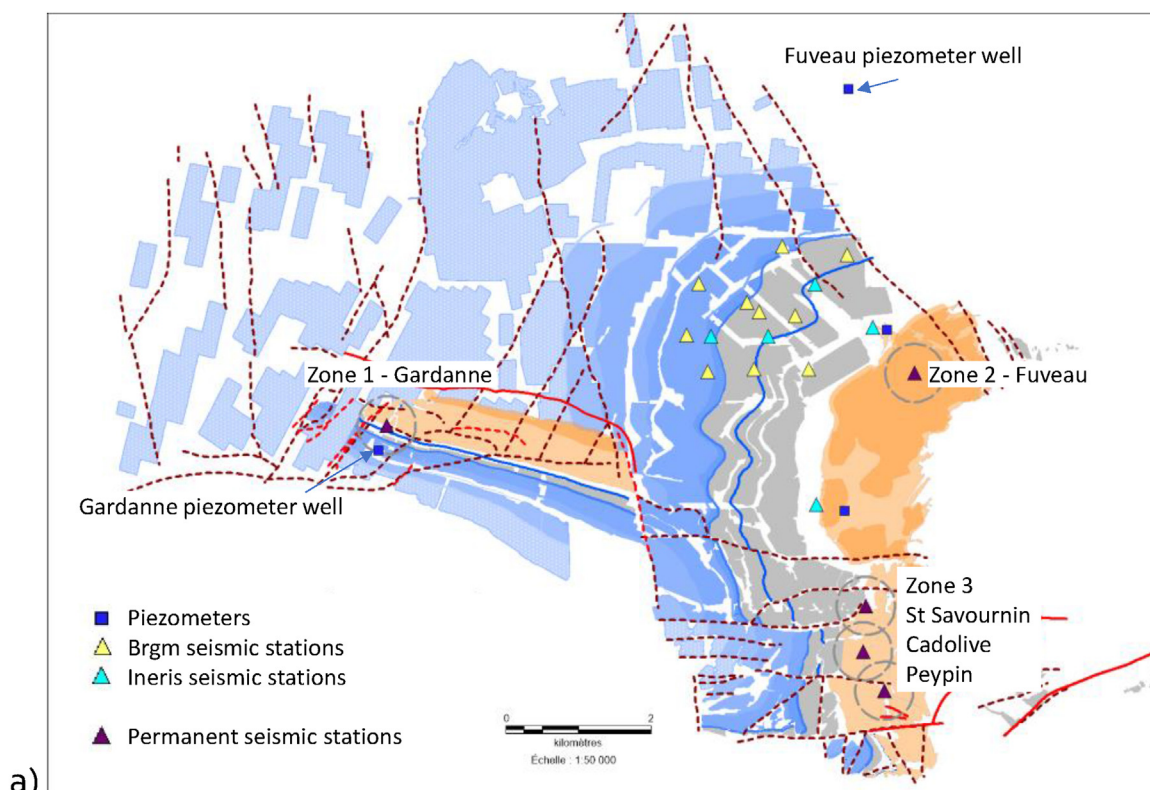 Fuveau piezometer well
Zone 1 - Gardanne
Zone 2 - Fuveau
Gardanne piezometer well
Zone 3
St Savournin
Cadolive
Peypin
Piezometers
Brgm seismic stations
Ineris seismic stations
Permanent seismic stations
0 2
kilomètres
Échelle : 1:50 000
a)